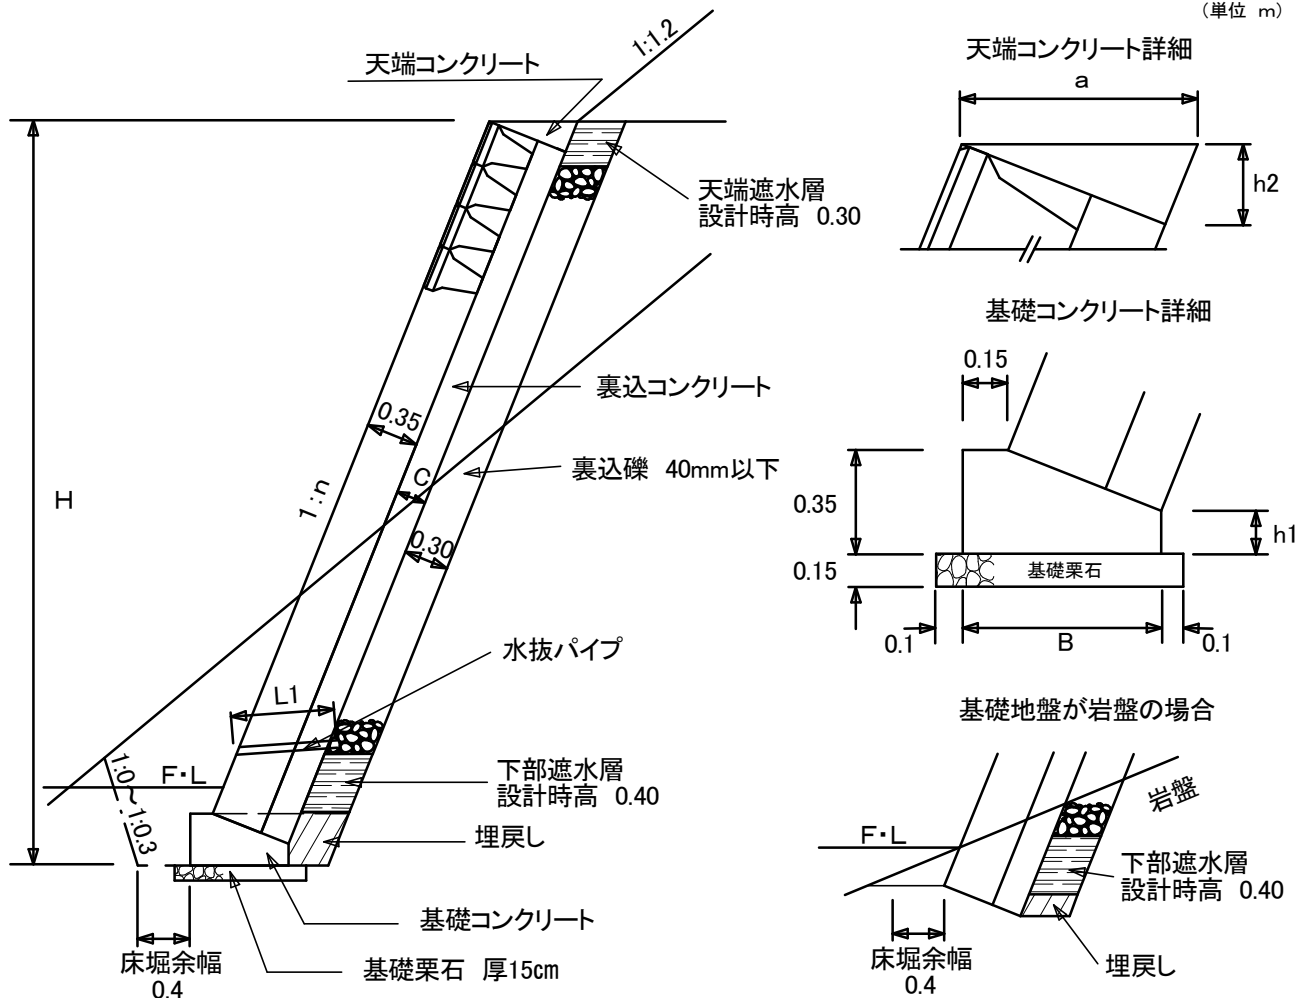 （単位 m）
1:1.2
天端コンクリート
天端コンクリート詳細
a
h2
天端遮水層
設計時高 0.30
基礎コンクリート詳細
0.15
0.35
裏込コンクリート
C
裏込礫 40mm以下
H
1:n
0.30
0.35
h1
0.15
基礎栗石
0.1
B
0.1
水抜パイプ
L1
基礎地盤が岩盤の場合
1:0～1:0.3
F・L
下部遮水層
設計時高 0.40
埋戻し
岩盤
F・L
下部遮水層
設計時高 0.40
基礎コンクリート
床堀余幅
0.4
基礎栗石 厚15cm
床堀余幅
0.4
埋戻し